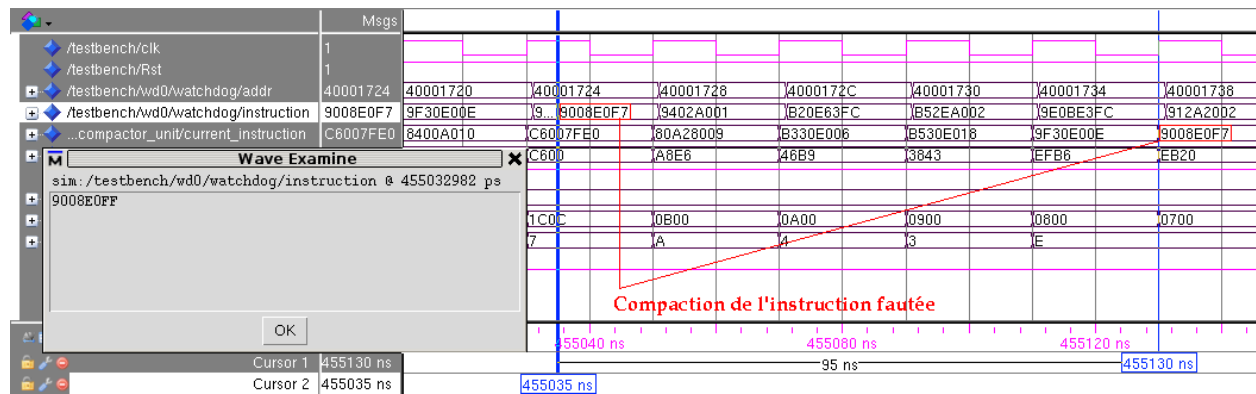 Msgs
/testbench/clk 1
/testbench/Rst 1
/testbench/wd0/watchdog/addr 40001724 40001720 40001724 40001728 4000172C 40001730 40001734 40001738
/testbench/wd0/watchdog/instruction 9008E0F7 9F30E00E 9... 9008E0F7 9402A001 B20E63FC B52EA002 9E0BE3FC 912A2002
...compactor_unit/current_instruction C6007FE0 8400A010 C6007FE0 80A28009 B330E006 B530E018 9F30E00E 9008E0F7
Wave Examine C600 A8E6 46B9 3843 EFB6 EB20
sim:/testbench/wd0/watchdog/instruction @ 455032982 ps
9008E0FF
1C0C 0B00 0A00 0900 0800 0700
7 A 4 3 E
Compaction de l'instruction fautée
OK
455040 ns 455080 ns 455120 ns
Cursor 1 455130 ns 95 ns 455130 ns
Cursor 2 455035 ns 455035 ns